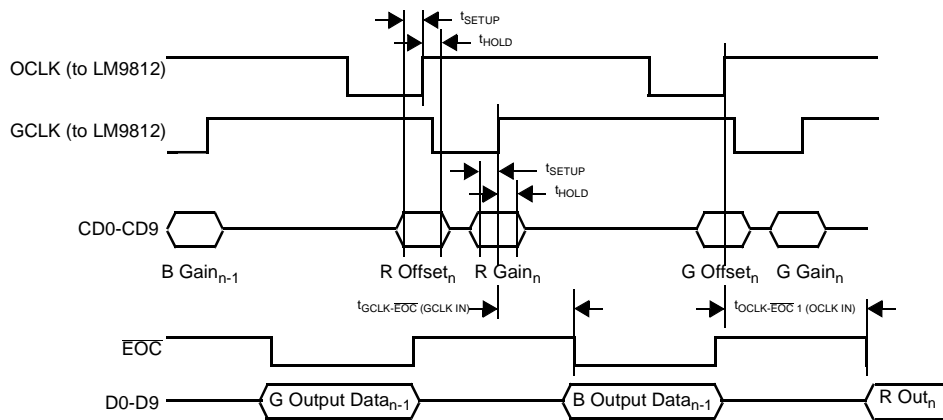 tSETUP
tHOLD
OCLK (to LM9812)
GCLK (to LM9812)
tSETUP
tHOLD
CD0-CD9
B Gainn-1 R Offsetn R Gainn G Offsetn G Gainn
tGCLK-EOC (GCLK IN) tOCLK-EOC 1 (OCLK IN)
EOC
D0-D9 G Output Datan-1 B Output Datan-1 R Outn